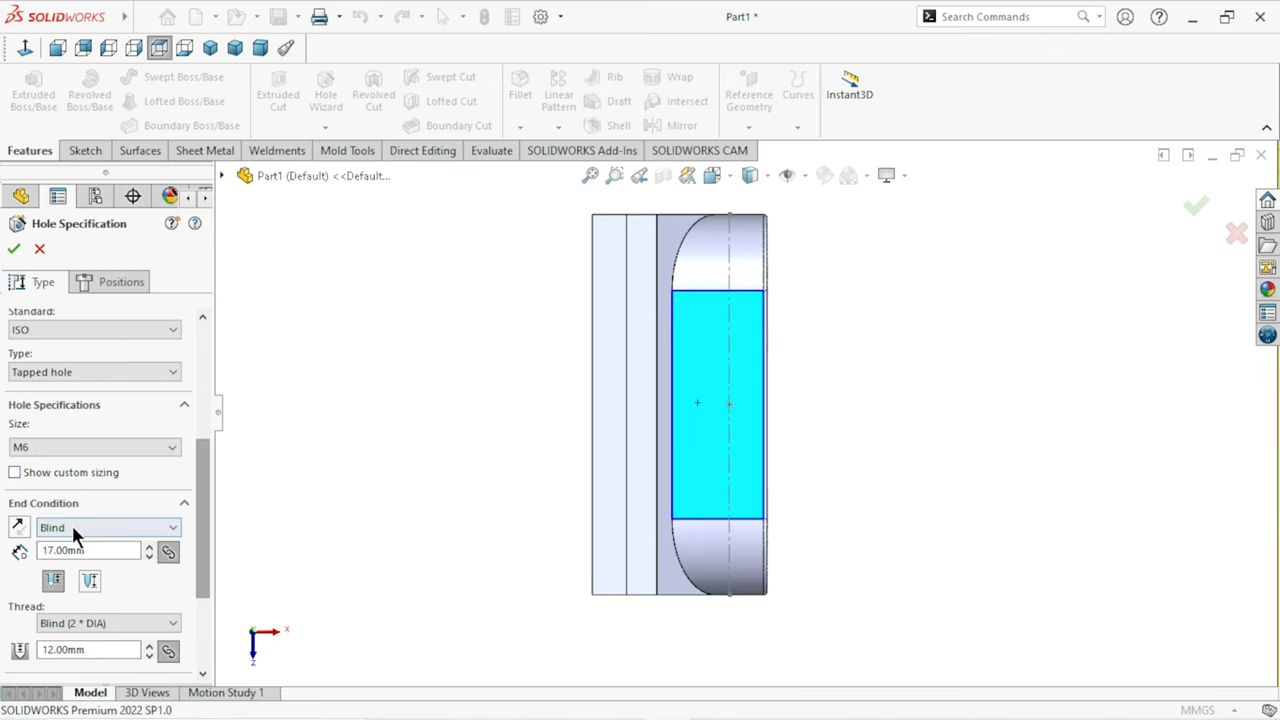 SOLIDWORKS
Part1 *
Search Commands
Extruded Boss/Base
Revolved Boss/Base
Swept Boss/Base
Lofted Boss/Base
Boundary Boss/Base
Extruded Cut
Hole Wizard
Revolved Cut
Swept Cut
Lofted Cut
Boundary Cut
Fillet
Linear Pattern
Rib
Draft
Shell
Wrap
Intersect
Mirror
Reference Geometry
Curves
Instant3D
Features
Sketch
Surfaces
Sheet Metal
Weldments
Mold Tools
Direct Editing
Evaluate
SOLIDWORKS Add-Ins
SOLIDWORKS CAM
Part1 (Default) <<Default...
Hole Specification
Type
Positions
Standard:
ISO
Type:
Tapped hole
Hole Specifications
Size:
M6
Show custom sizing
End Condition
Blind
17.00mm
Thread:
Blind (2 * DIA)
12.00mm
x
z
Model
3D Views
Motion Study 1
SOLIDWORKS Premium 2022 SP1.0
MMGS